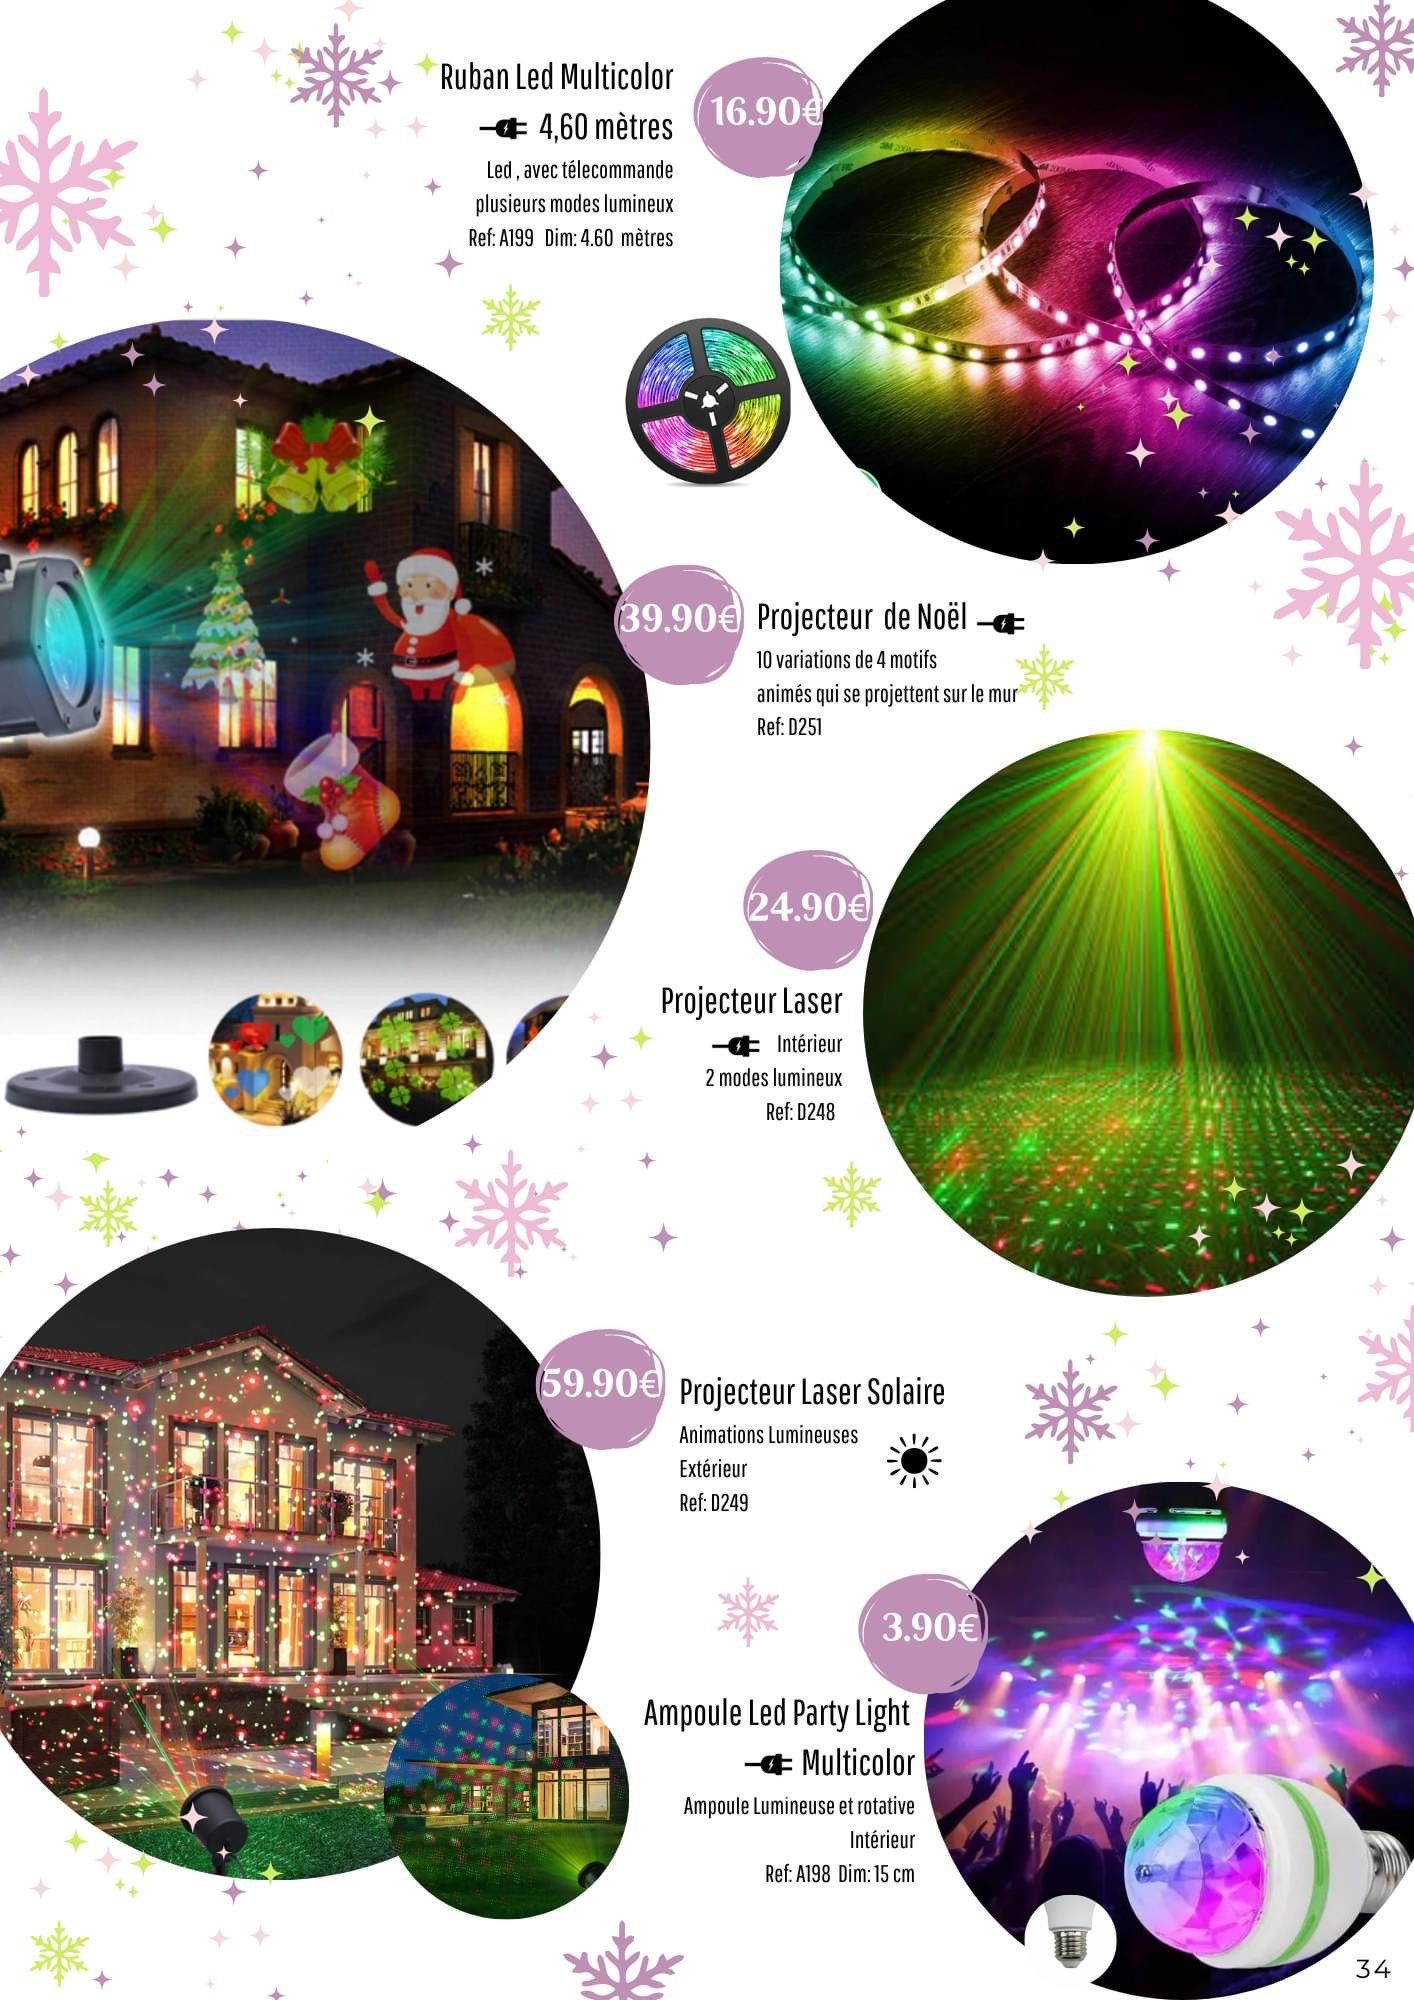 Ruban Led Multicolor
4,60 mètres
Led , avec télecommande
plusieurs modes lumineux
Ref: A199 Dim: 4.60 mètres
16.90€
39.90€
Projecteur de Noël
10 variations de 4 motifs
animés qui se projettent sur le mur
Ref: D251
24.90€
Projecteur Laser
Intérieur
2 modes lumineux
Ref: D248
59.90€
Projecteur Laser Solaire
Animations Lumineuses
Extérieur
Ref: D249
3.90€
Ampoule Led Party Light
Multicolor
Ampoule Lumineuse et rotative
Intérieur
Ref: A198 Dim: 15 cm
34